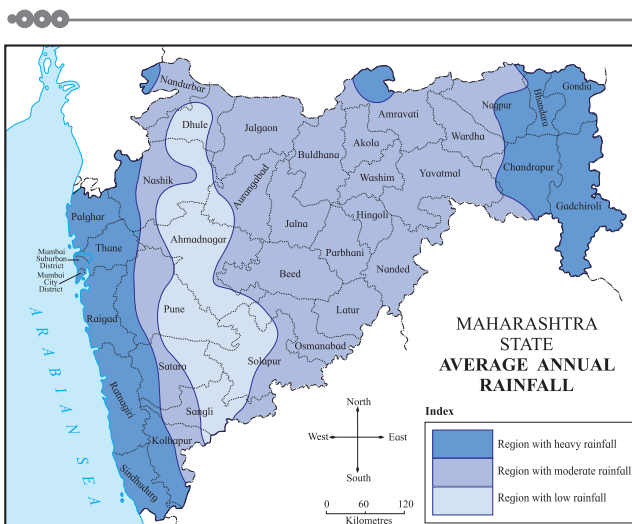 Nandurbar
Dhule
Jalgaon
Buldhana
Akola
Amravati
Nagpur
Bhandara
Gondia
Wardha
Nashik
Aurangabad
Washim
Yavatmal
Chandrapur
Gadchiroli
Palghar
Thane
Mumbai
Suburban
District
Mumbai
City
District
Ahmadnagar
Jalna
Hingoli
Parbhani
Nanded
Beed
Raigad
Pune
Latur
Osmanabad
Solapur
Satara
Ratnagiri
Sangli
Kolhapur
Sindhudurg
ARABIAN SEA
MAHARASHTRA
STATE
AVERAGE ANNUAL
RAINFALL
North
West
East
South
0 60 120
Kilometres
Index
Region with heavy rainfall
Region with moderate rainfall
Region with low rainfall